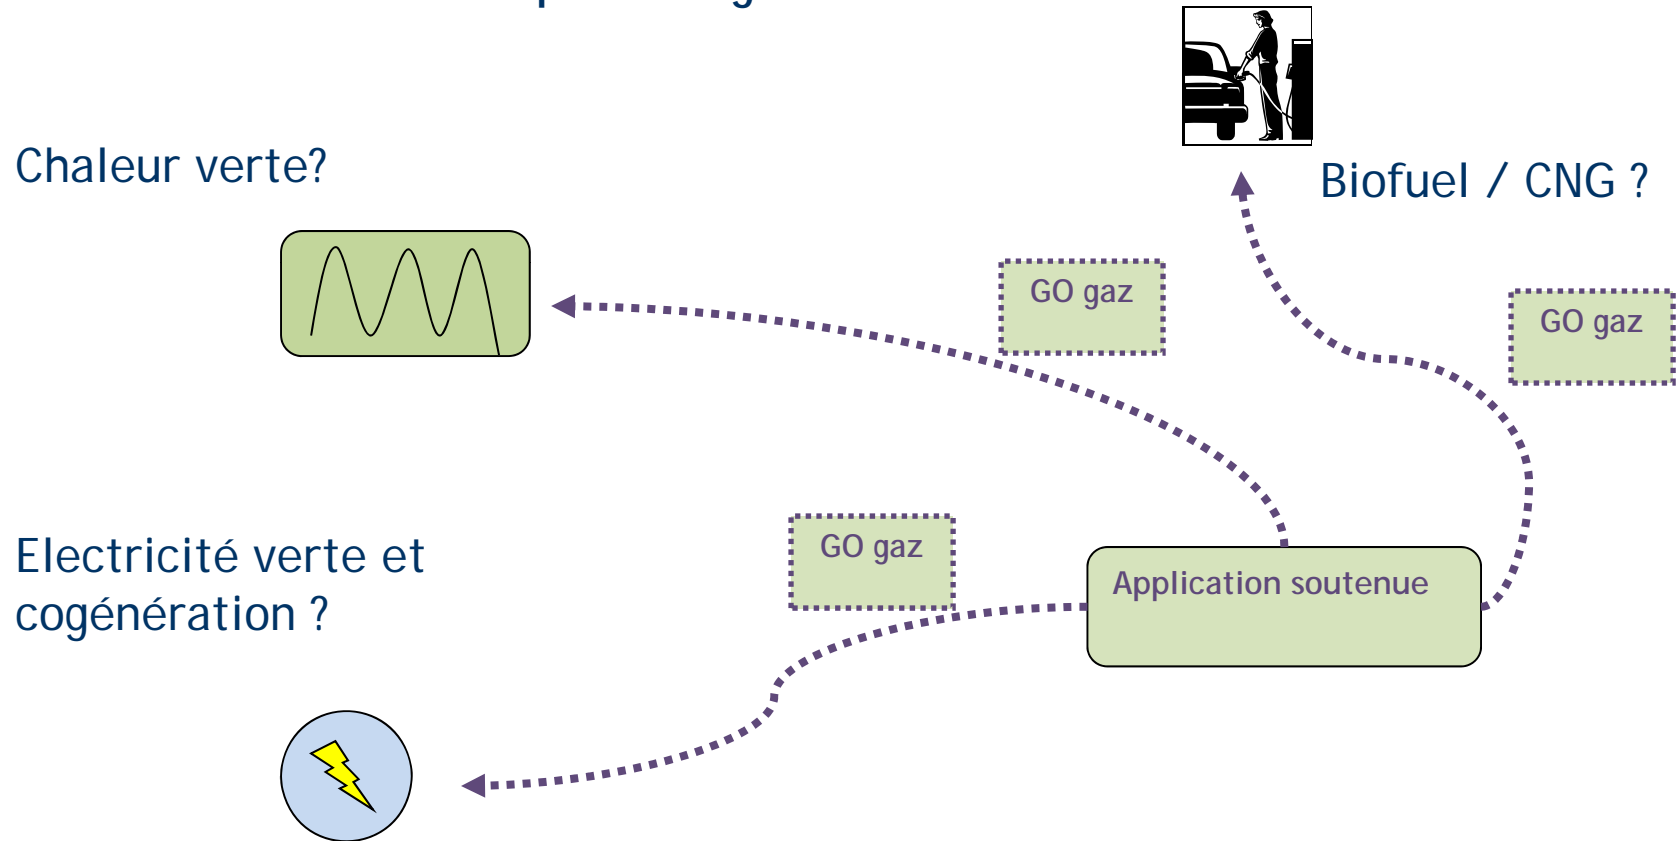 Chaleur verte?
Biofuel / CNG ?
GO gaz
GO gaz
Electricité verte et
cogénération ?
GO gaz
Application soutenue